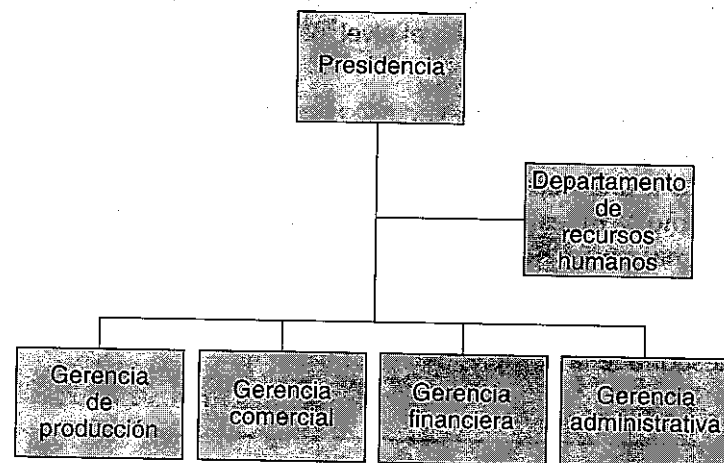 Presidencia
Departamento
de
recursos
humanos
Gerencia
de
producción
Gerencia
comercial
Gerencia
financiera
Gerencia
administrativa